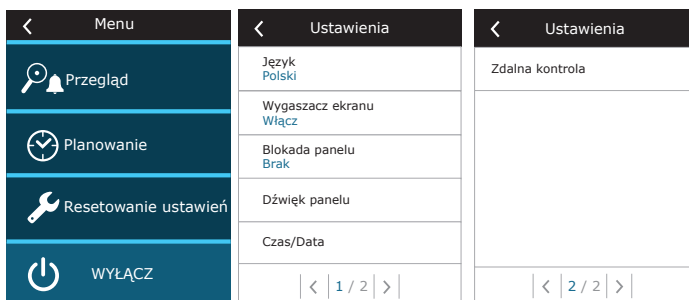 Menu
Przegląd
Planowanie
Resetowanie ustawień
WYŁĄCZ
Ustawienia
Język
Polski
Wygaszacz ekranu
Włącz
Blokada panelu
Brak
Dźwięk panelu
Czas/Data
1 / 2
Ustawienia
Zdalna kontrola
2 / 2